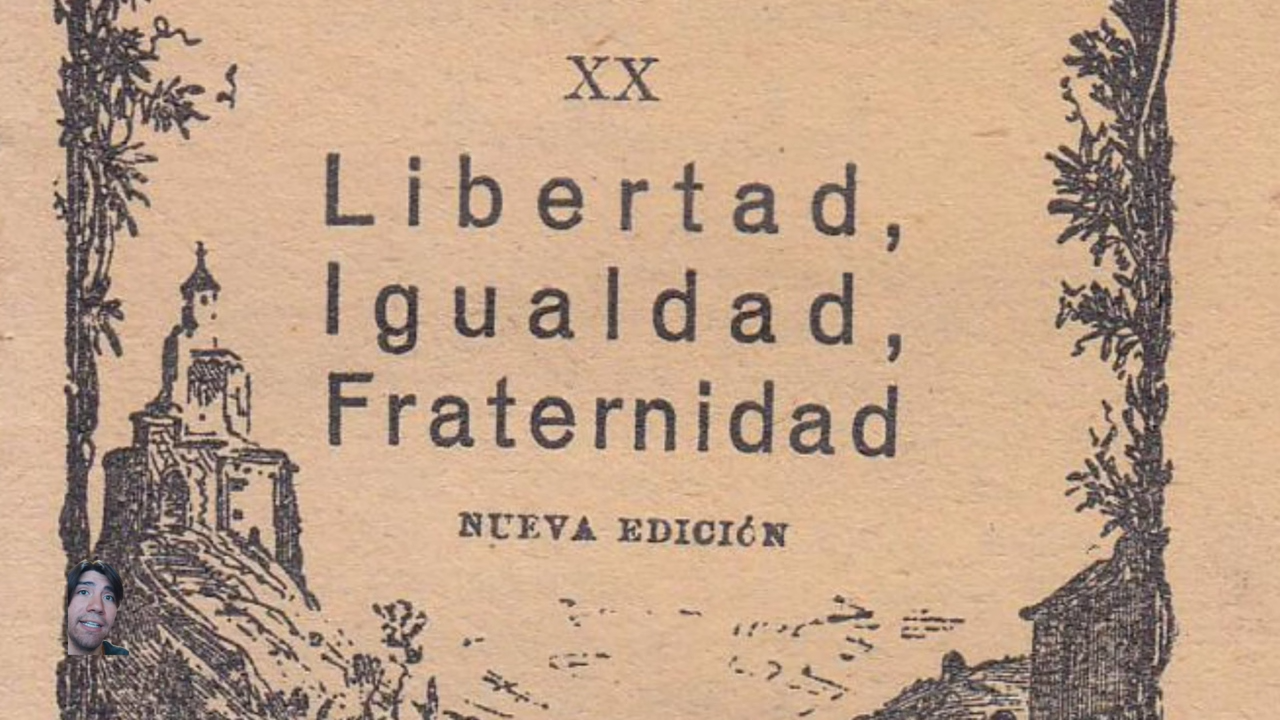 XX
Libertad,
Igualdad,
Fraternidad
NUEVA EDICIÓN